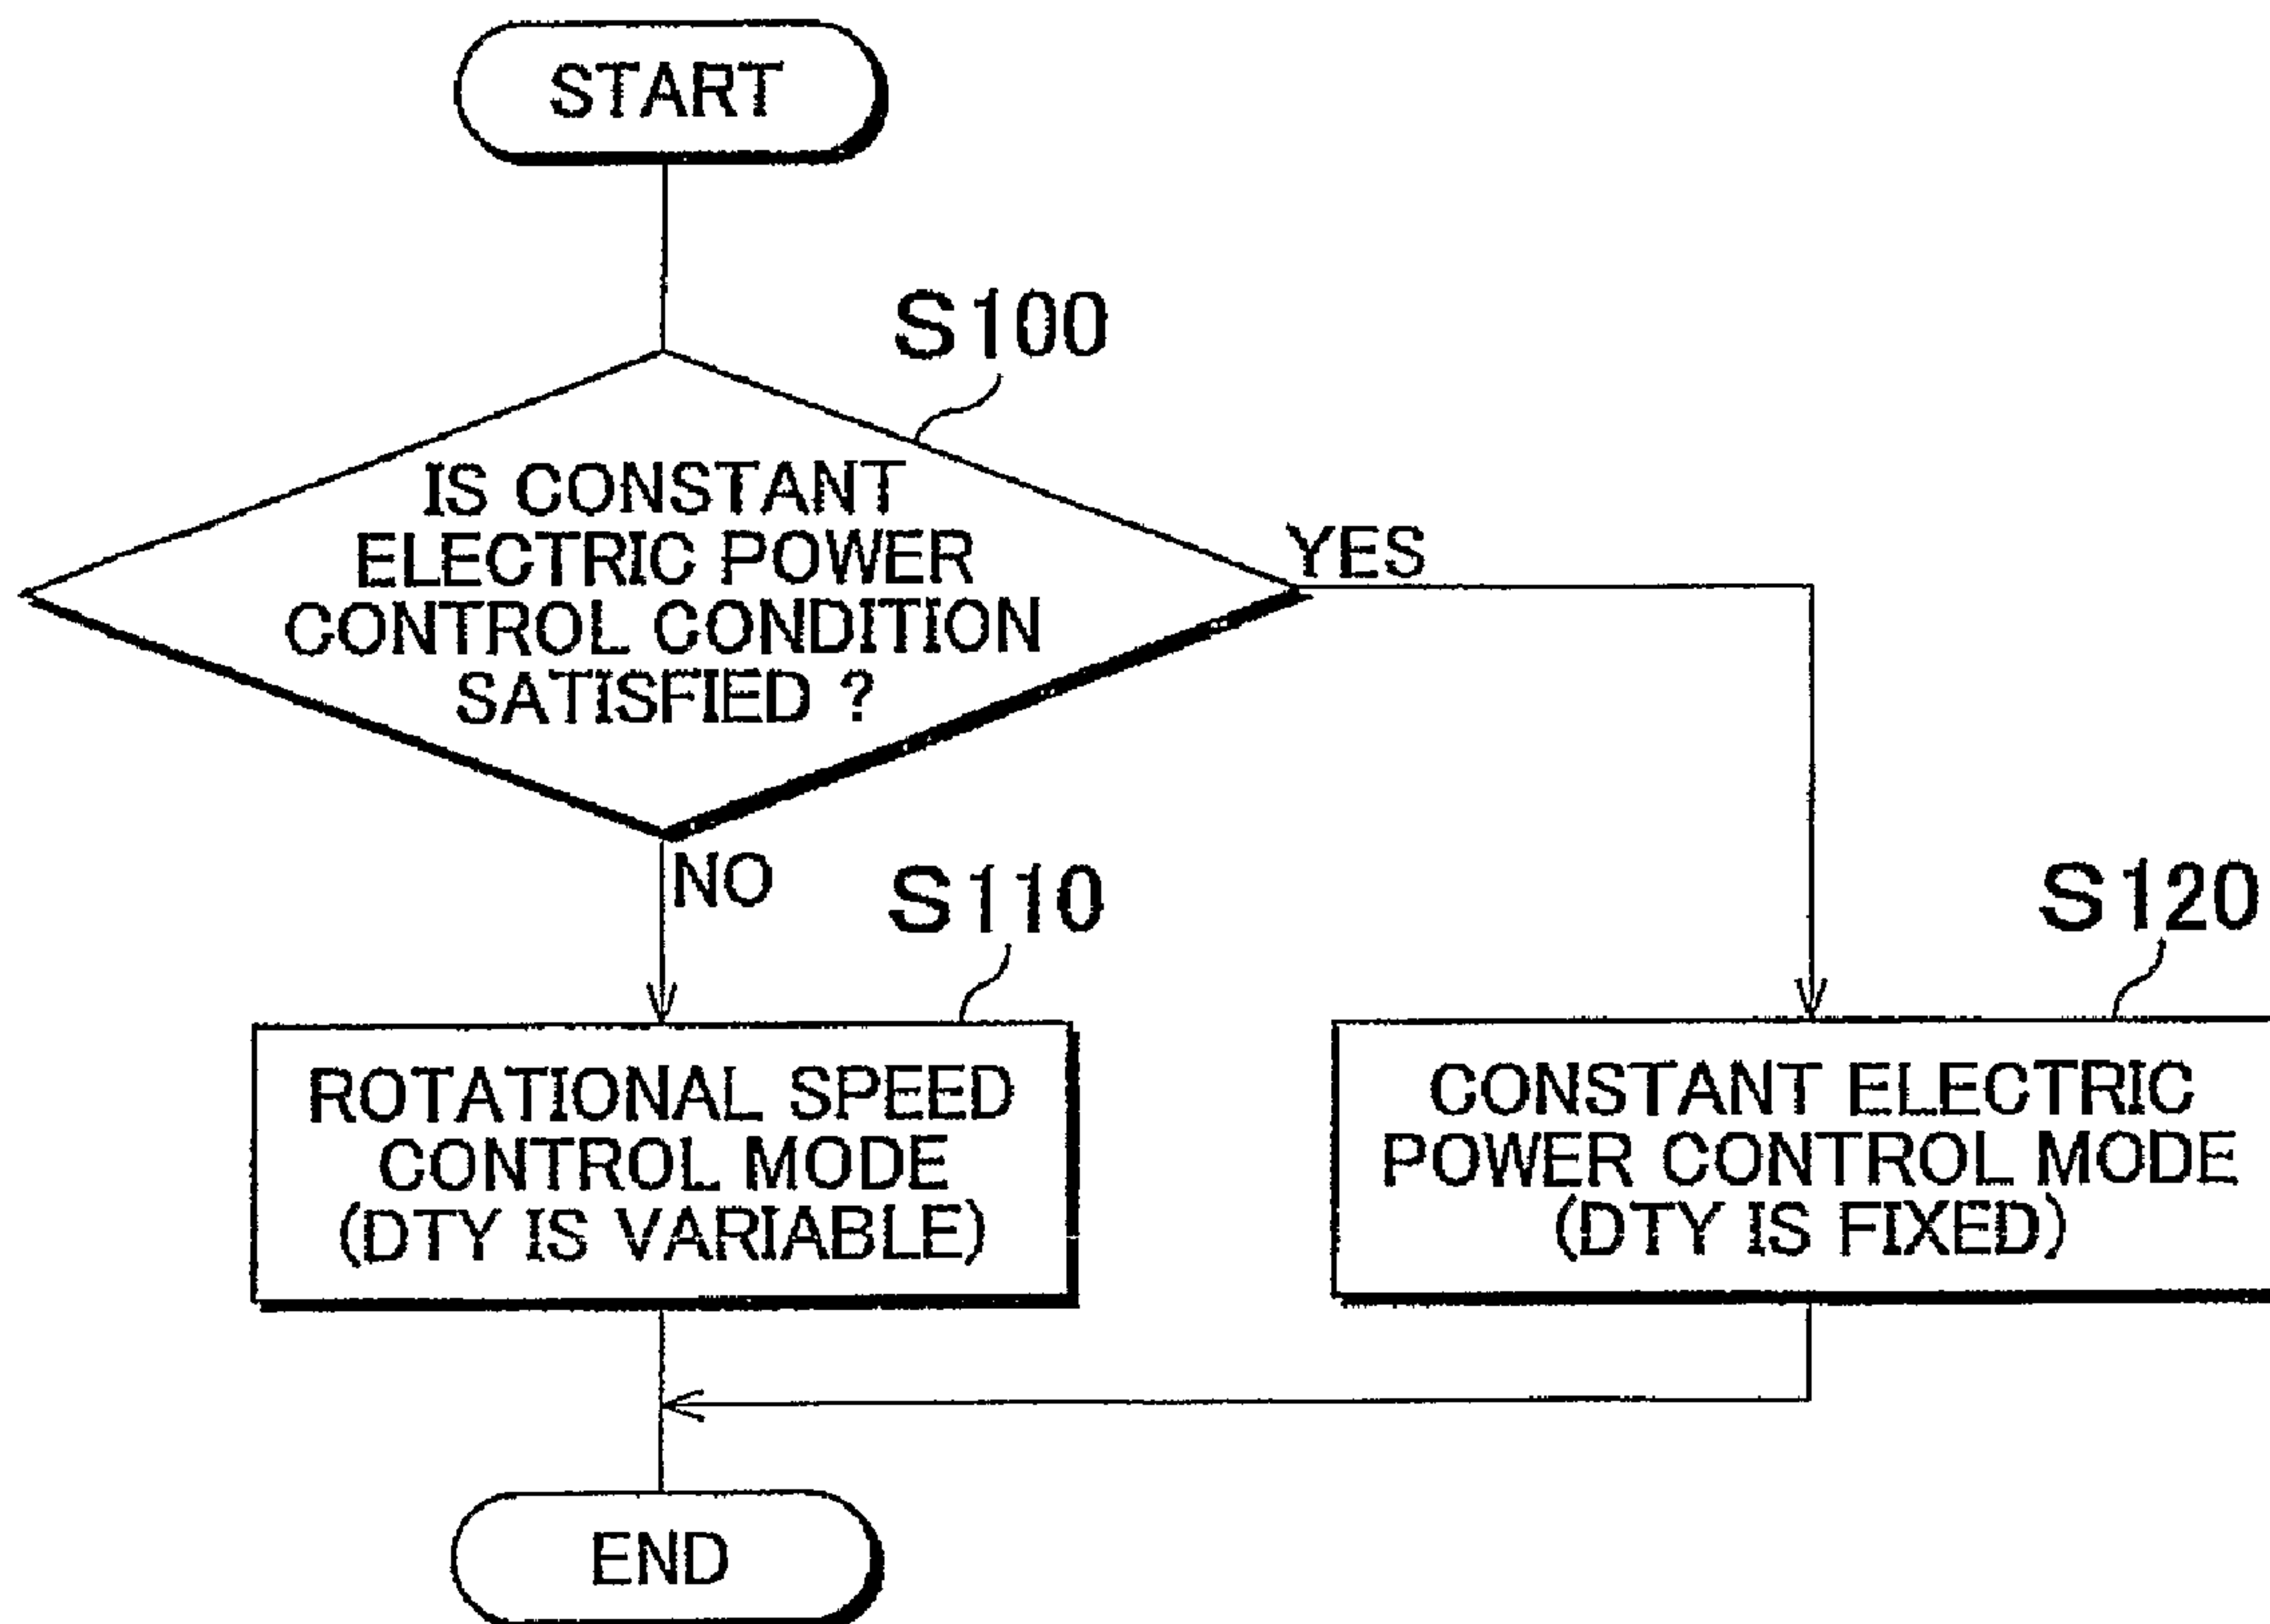 START
S100
IS CONSTANT
ELECTRIC POWER
CONTROL CONDITION
SATISFIED ?
YES
NO
S110
S120
ROTATIONAL SPEED
CONTROL MODE
(DTY IS VARIABLE)
CONSTANT ELECTRIC
POWER CONTROL MODE
(DTY IS FIXED)
END